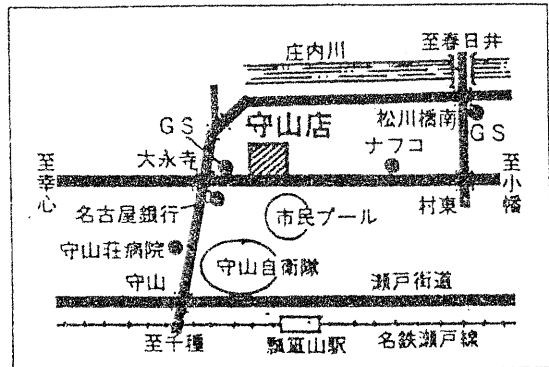 庄内川
至春日井
GS
守山店
松川橋南
GS
大永寺
ナフコ
至幸心
至小幡
名古屋銀行
市民プール
村東
守山荘病院
守山自衛隊
守山
瀬戸街道
至千種
瓢箪山駅
名鉄瀬戸線